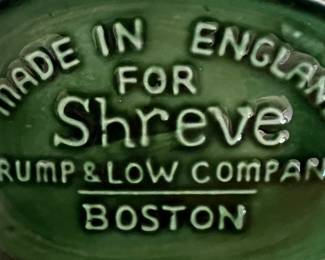 MADE IN ENGLAN
FOR
Shreve
RUMP & LOW COMPAN
BOSTON